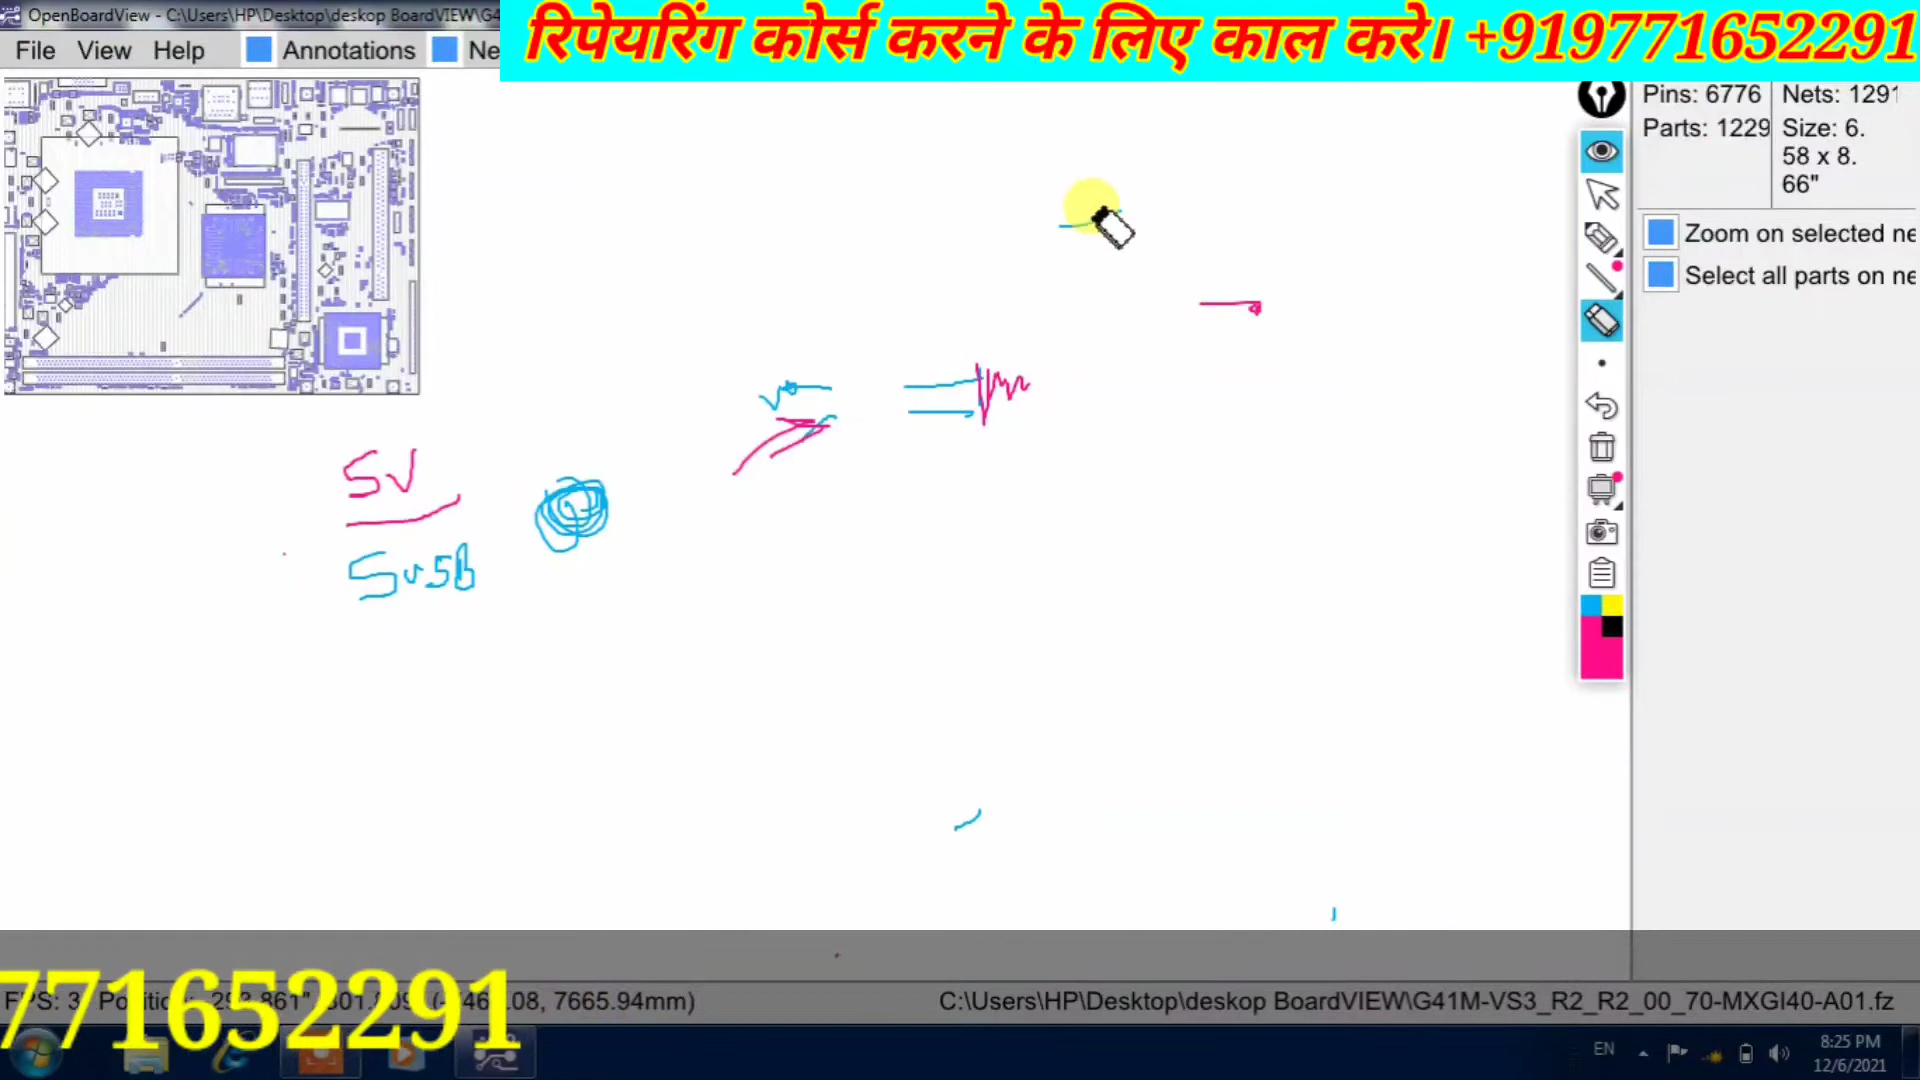 OpenBoardView - C:\Users\HP\Desktop\deskop BoardVIEW\G41
रिपेयरिंग कोर्स करने के लिए काल करे। +919771652291
File View Help Annotations Ne
Pins: 6776 Nets: 1291
Parts: 1229 Size: 6.
58 x 8.
66"
Zoom on selected ne
Select all parts on ne
5V
5v5B
771652291
C:\Users\HP\Desktop\deskop BoardVIEW\G41M-VS3_R2_R2_00_70-MXGI40-A01.fz
EN
8:25 PM
12/6/2021